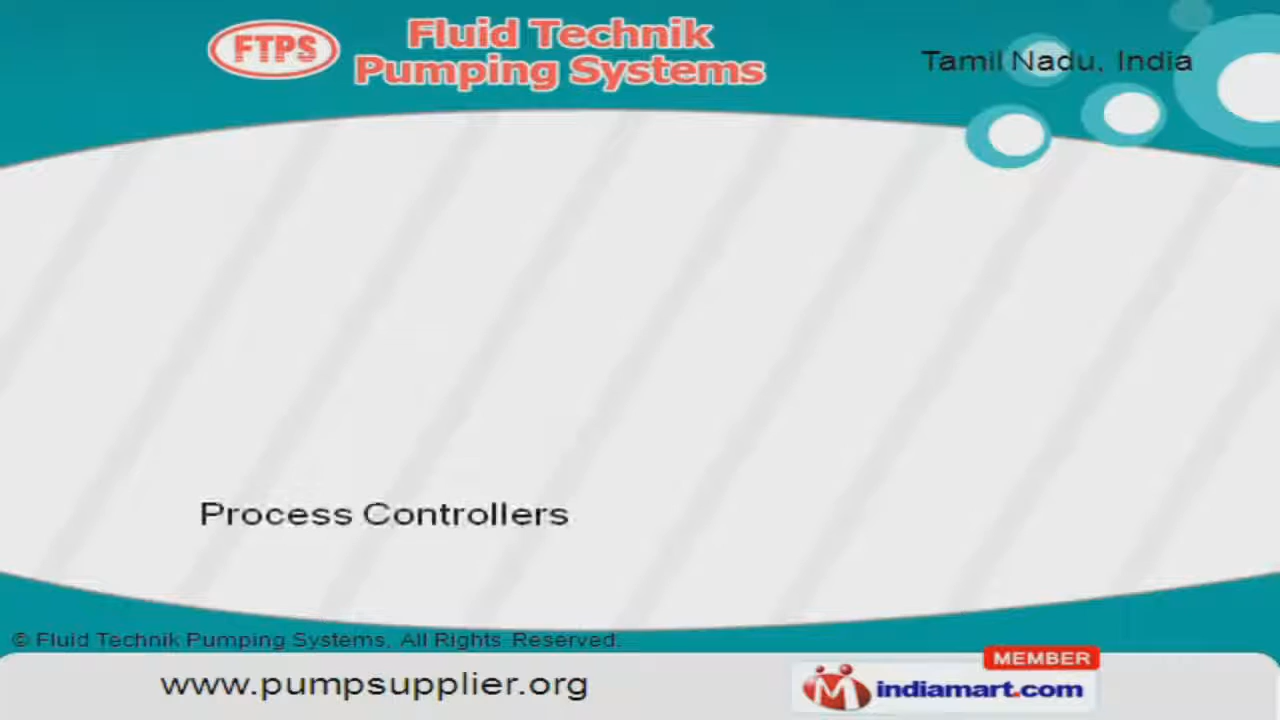 FTPS
Fluid Technik
Pumping Systems
Tamil Nadu, India
Process Controllers
© Fluid Technik Pumping Systems, All Rights Reserved.
www.pumpsupplier.org
MEMBER
indiamart.com